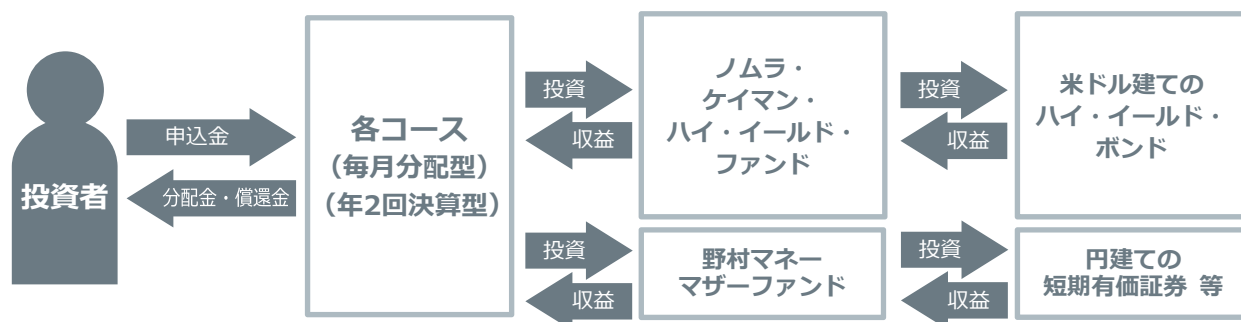 投資者
申込金
分配金・償還金
各コース
（毎月分配型）
（年2回決算型）
投資
収益
ノムラ・
ケイマン・
ハイ・イールド・
ファンド
投資
収益
米ドル建ての
ハイ・イールド・
ボンド
投資
収益
野村マネー
マザーファンド
投資
収益
円建ての
短期有価証券 等